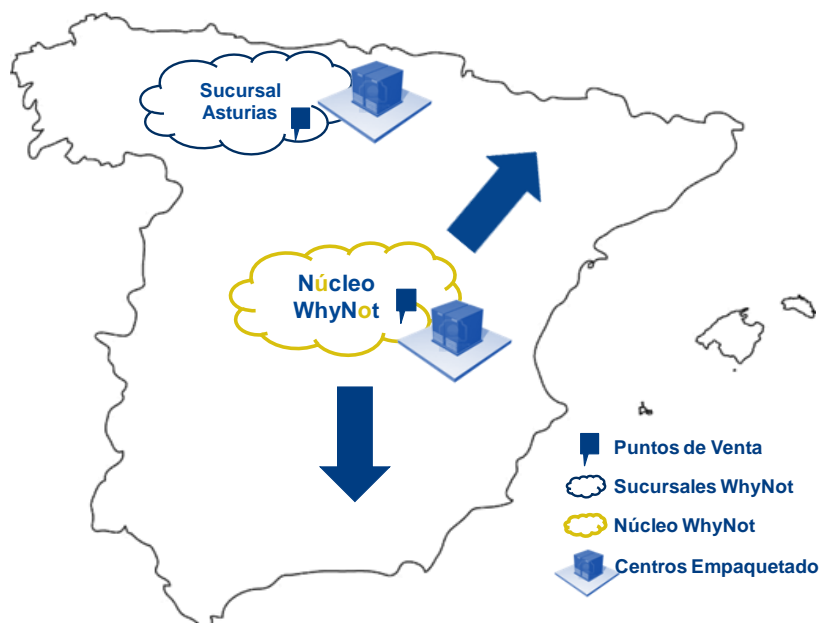 Sucursal
Asturias
Núcleo
WhyNot
Puntos de Venta
Sucursales WhyNot
Núcleo WhyNot
Centros Empaquetado